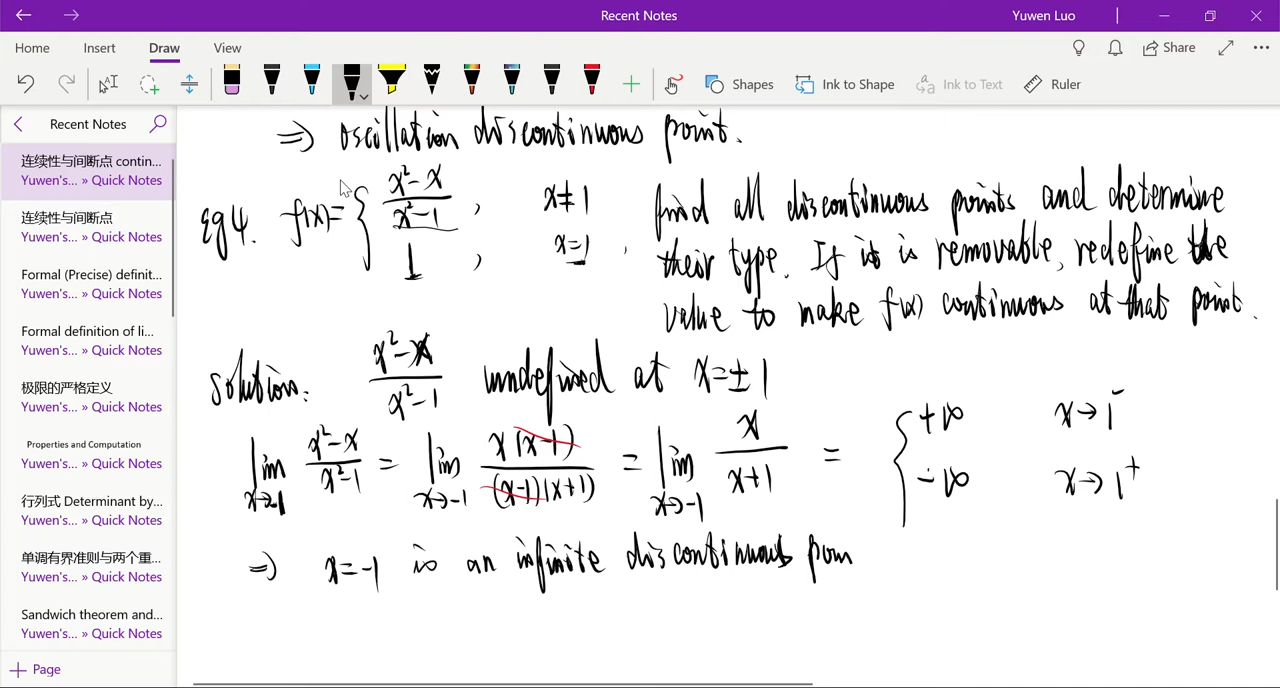 Recent Notes
Yuwen Luo
Home Insert Draw View
Share
Shapes
Ink to Shape
Ink to Text
Ruler
Recent Notes
连续性与间断点 contin...
Yuwen's... » Quick Notes
连续性与间断点
Yuwen's... » Quick Notes
Formal (Precise) definit...
Yuwen's... » Quick Notes
Formal definition of li...
Yuwen's... » Quick Notes
极限的严格定义
Yuwen's... » Quick Notes
Properties and Computation
Yuwen's... » Quick Notes
行列式 Determinant by...
Yuwen's... » Quick Notes
单调有界准则与两个重...
Yuwen's... » Quick Notes
Sandwich theorem and...
Yuwen's... » Quick Notes
Page
⇒ oscillation discontinuous point.
Eg4. f(x) = { (x²-x)/(x²-1) , x≠1
1 , x=1 .
find all discontinuous points and determine
their type. If it is removable, redefine the
value to make f(x) continuous at that point.
solution: (x²-x)/(x²-1) undefined at x=±1
lim x→-1 (x²-x)/(x²-1) = lim x→-1 x(x-1)/((x-1)(x+1)) = lim x→-1 x/(x+1) = { +∞ x→1⁻
-∞ x→1⁺
⇒ x=-1 is an infinite discontinuous poin